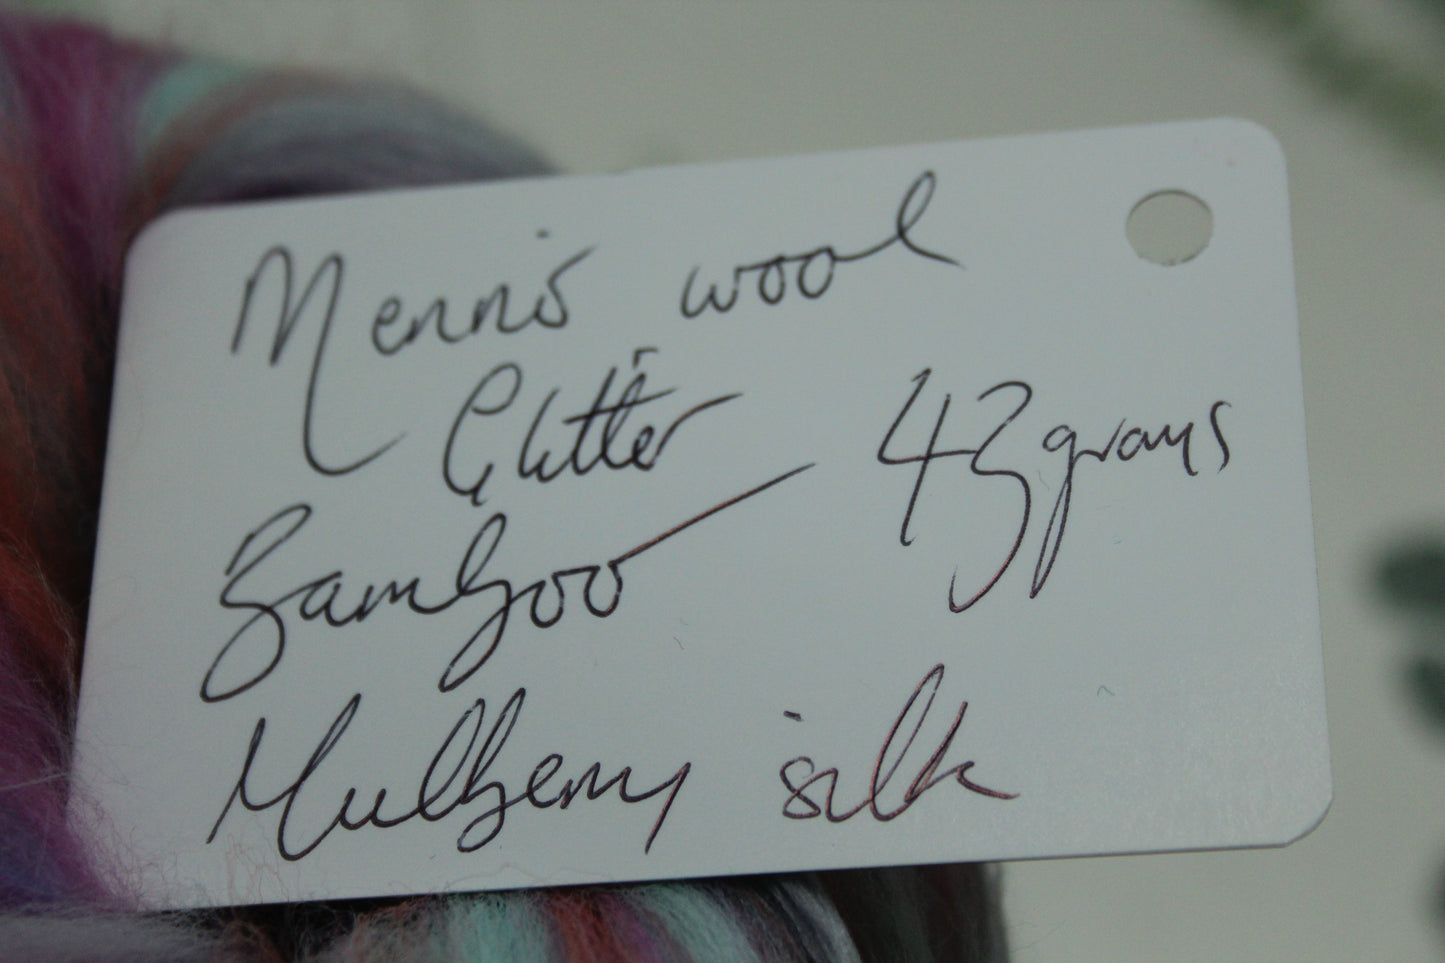 Merino wool
Glitter
43grams
Bamboo
Mulberry silk